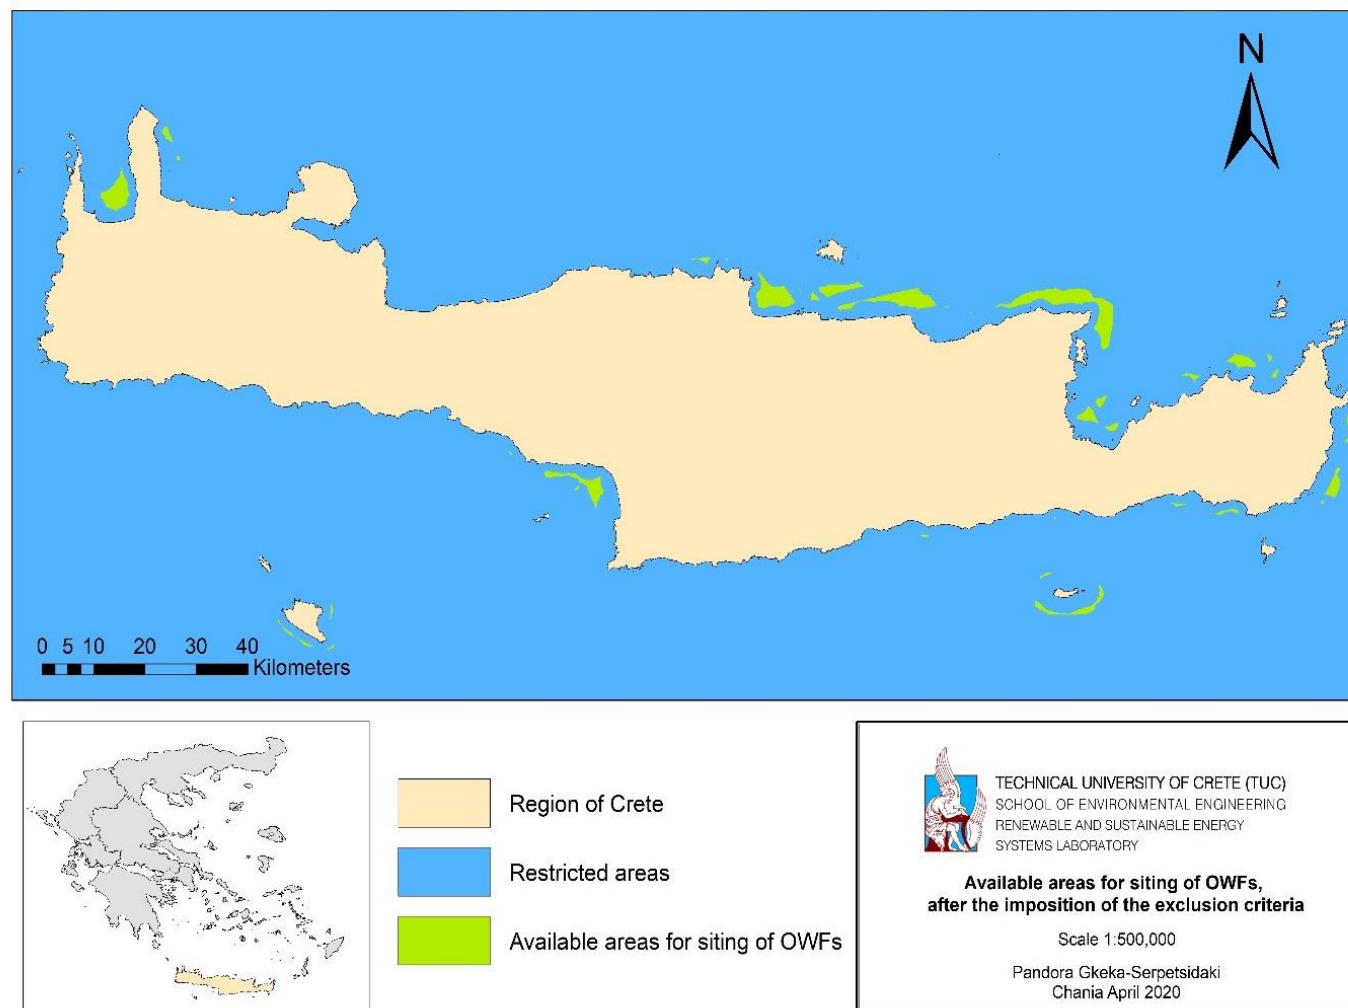 N
0 5 10 20 30 40
Kilometers
Region of Crete
Restricted areas
Available areas for siting of OWFs
TECHNICAL UNIVERSITY OF CRETE (TUC)
SCHOOL OF ENVIRONMENTAL ENGINEERING
RENEWABLE AND SUSTAINABLE ENERGY
SYSTEMS LABORATORY
Available areas for siting of OWFs,
after the imposition of the exclusion criteria
Scale 1:500,000
Pandora Gkeka-Serpetsidaki
Chania April 2020